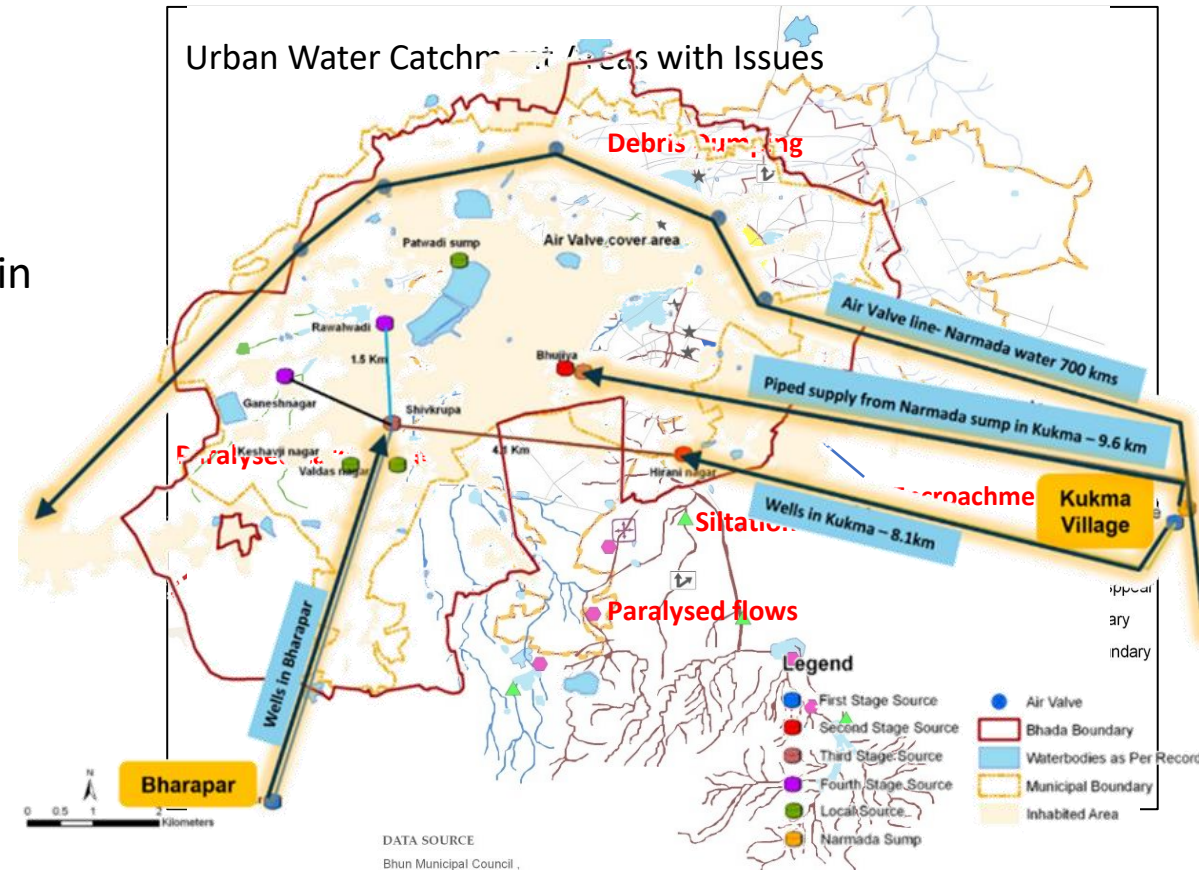 Urban Water Catchment Areas with Issues
Debris Dumping
in
Patwadi sump
Air Valve cover area
Rawalwadi
1.5 Km
Bhujiya
Air Valve line- Narmada water 700 kms
Piped supply from Narmada sump in Kukma – 9.6 km
Ganeshnagar
Shivkrupa
Keshavji nagar
4.1 Km
Valdas nagar
Hirani nagar
Wells in Kukma – 8.1km
Kukma
Village
Siltation
Paralysed flows
Wells in Bharapar
Bharapar
ary
undary
N
0 0.5 1 2
Kilometers
Legend
First Stage Source
Second Stage Source
Third Stage Source
Fourth Stage Source
Local Source
Narmada Sump
Air Valve
Bhada Boundary
Waterbodies as Per Record
Municipal Boundary
Inhabited Area
DATA SOURCE
Bhun Municipal Council ,